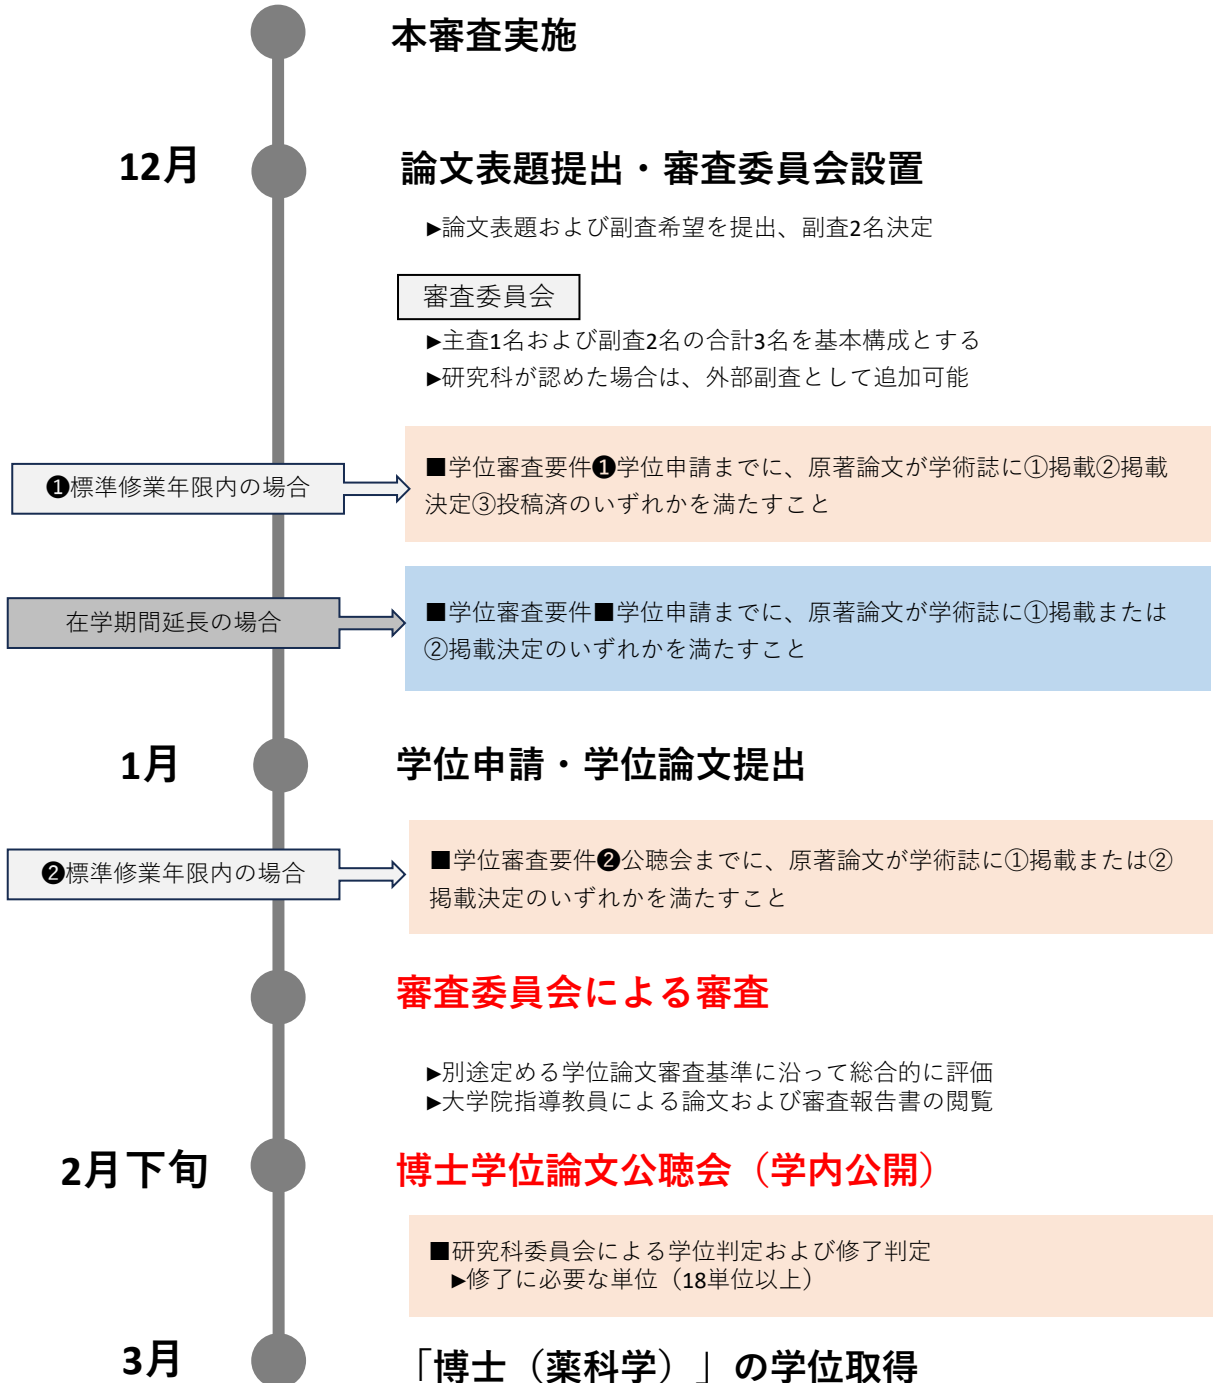 本審査実施
12月
論文表題提出・審査委員会設置
▶論文表題および副査希望を提出、副査2名決定
審査委員会
▶主査1名および副査2名の合計3名を基本構成とする
▶研究科が認めた場合は、外部副査として追加可能
❶標準修業年限内の場合
■学位審査要件❶学位申請までに、原著論文が学術誌に①掲載②掲載
決定③投稿済のいずれかを満たすこと
在学期間延長の場合
■学位審査要件■学位申請までに、原著論文が学術誌に①掲載または
②掲載決定のいずれかを満たすこと
1月
学位申請・学位論文提出
❷標準修業年限内の場合
■学位審査要件❷公聴会までに、原著論文が学術誌に①掲載または②
掲載決定のいずれかを満たすこと
審査委員会による審査
▶別途定める学位論文審査基準に沿って総合的に評価
▶大学院指導教員による論文および審査報告書の閲覧
2月下旬
博士学位論文公聴会（学内公開）
■研究科委員会による学位判定および修了判定
▶修了に必要な単位（18単位以上）
3月
「博士（薬科学）」の学位取得